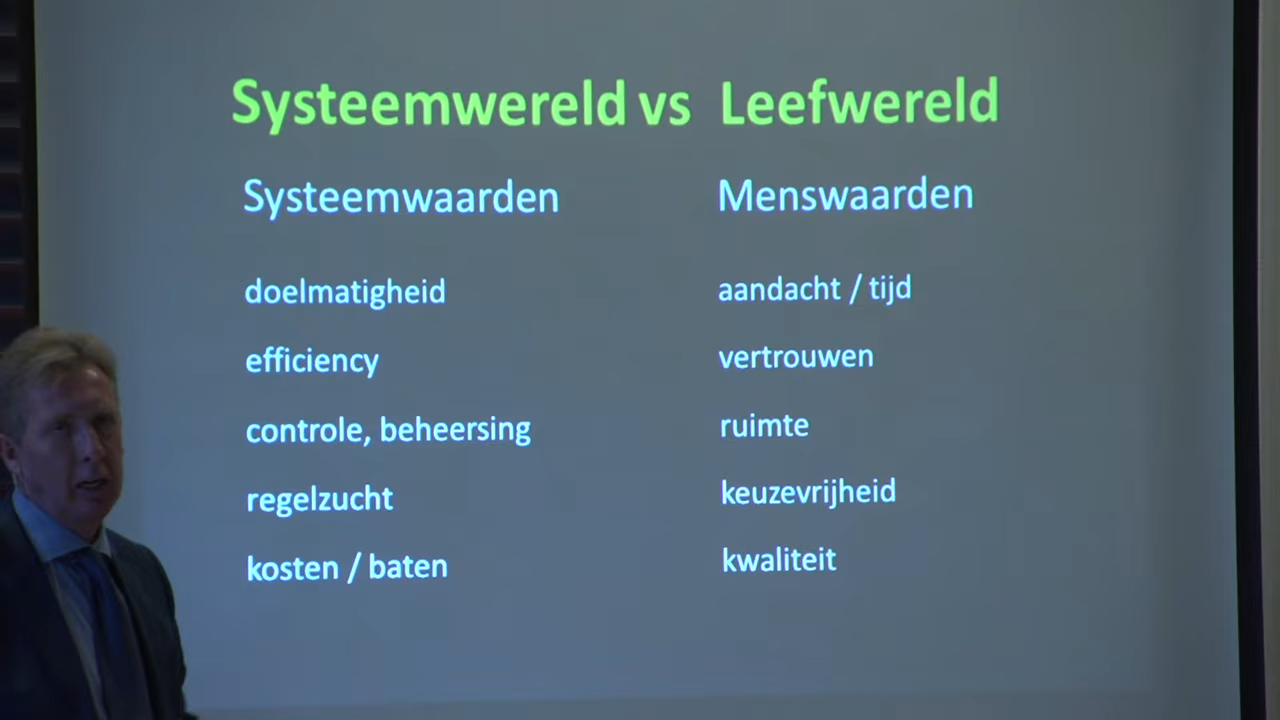 Systeemwereld vs Leefwereld
Systeemwaarden
doelmatigheid
efficiency
controle, beheersing
regelzucht
kosten / baten
Menswaarden
aandacht / tijd
vertrouwen
ruimte
keuzevrijheid
kwaliteit